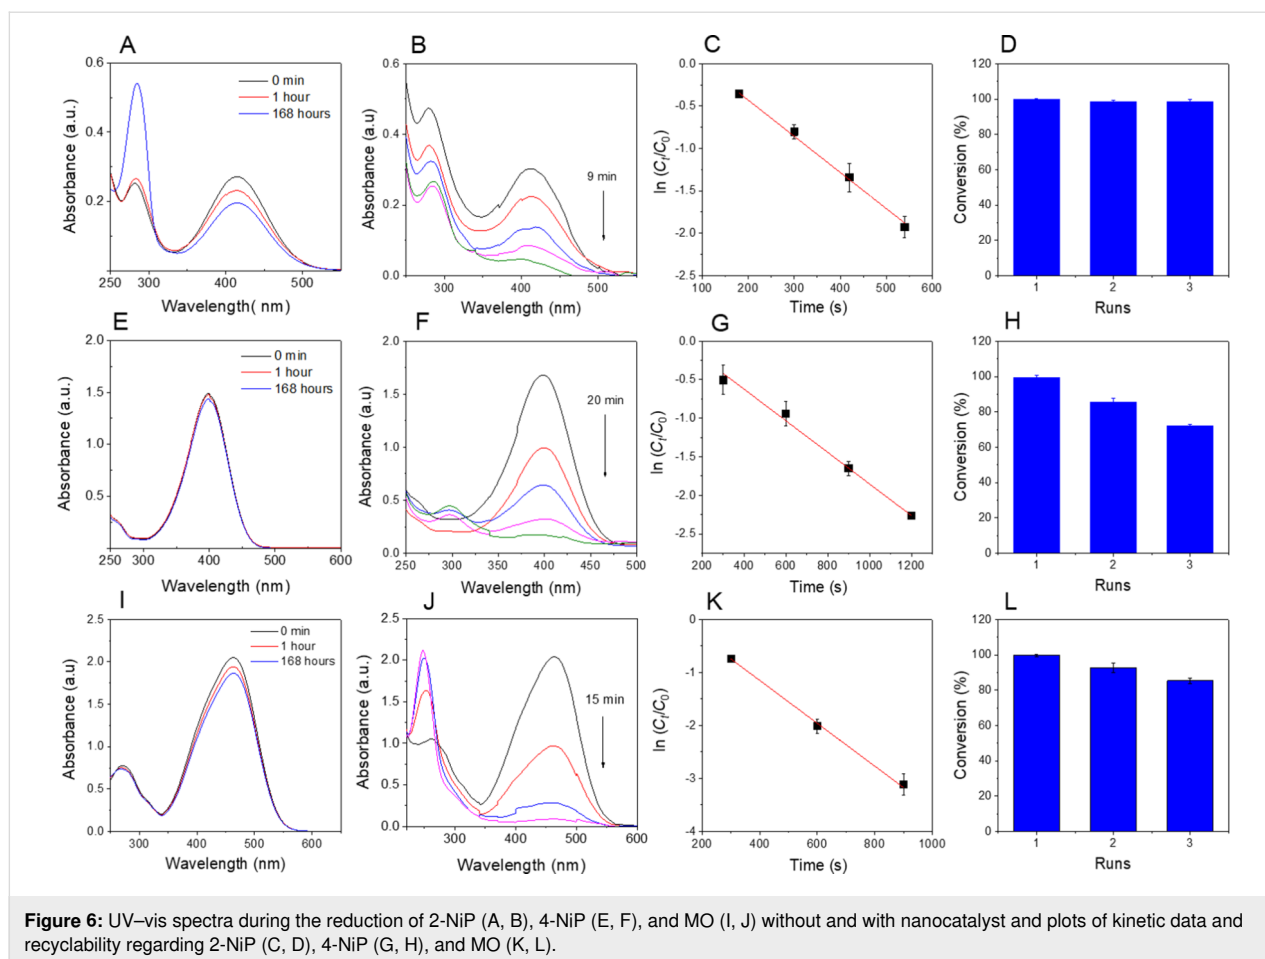 A
0.6
0.4
0.2
250 300 400 500
Absorbance (a.u.)
Wavelength( nm)
0 min
1 hour
168 hours
B
0.6
0.4
0.2
0.0
300 400 500
Absorbance (a.u)
Wavelength (nm)
9 min
C
0.0
-0.5
-1.0
-1.5
-2.0
-2.5
100 200 300 400 500 600
ln (Ct/C0)
Time (s)
D
120
100
80
60
40
20
0
1 2 3
Conversion (%)
Runs
E
2.0
1.5
1.0
0.5
250 300 400 500 600
Absorbance (a.u.)
Wavelength (nm)
0 min
1 hour
168 hours
F
2.0
1.5
1.0
0.5
0.0
250 300 350 400 450 500
Absorbance (a.u)
Wavelength (nm)
20 min
G
0.0
-0.5
-1.0
-1.5
-2.0
-2.5
200 400 600 800 1000 1200
ln (Ct/C0)
Time (s)
H
120
100
80
60
40
20
0
1 2 3
Conversion (%)
Runs
I
2.5
2.0
1.5
1.0
0.5
0.0
300 400 500 600
Absorbance (a.u)
Wavelength (nm)
0 min
1 hour
168 hours
J
2.5
2.0
1.5
1.0
0.5
0.0
300 400 500 600
Absorbance (a.u.)
Wavelength (nm)
15 min
K
0
-1
-2
-3
-4
200 400 600 800 1000
ln (Ct/C0)
Time (s)
L
120
100
80
60
40
20
0
1 2 3
Conversion (%)
Runs
Figure 6: UV–vis spectra during the reduction of 2-NiP (A, B), 4-NiP (E, F), and MO (I, J) without and with nanocatalyst and plots of kinetic data and
recyclability regarding 2-NiP (C, D), 4-NiP (G, H), and MO (K, L).